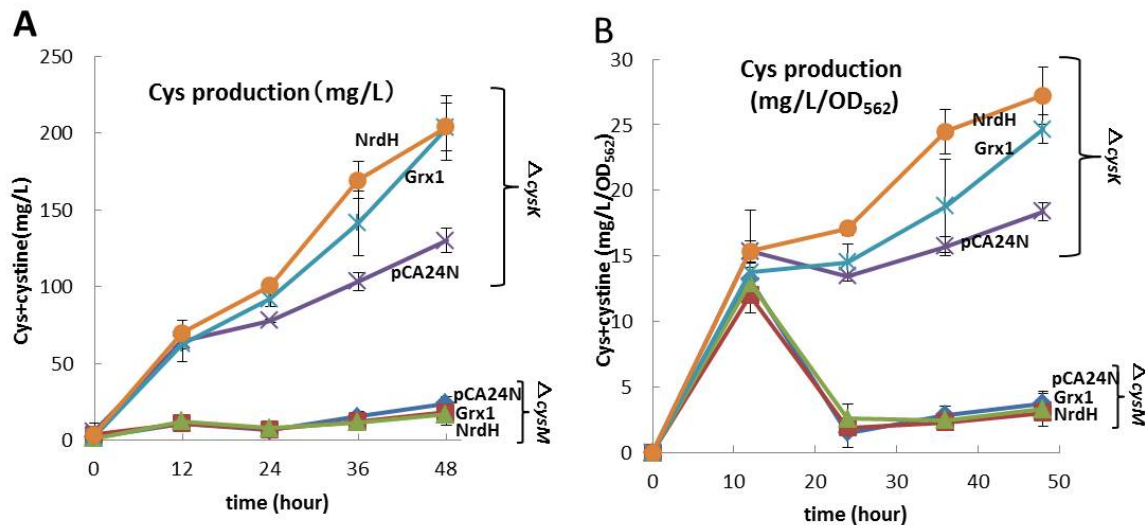 A
Cys production (mg/L)
Cys+cystine(mg/L)
250
200
150
100
50
0
0 12 24 36 48
time (hour)
NrdH
Grx1
pCA24N
ΔcysK
pCA24N
Grx1
NrdH
ΔcysM
B
Cys production
(mg/L/OD562)
Cys+cystine (mg/L/OD562)
30
25
20
15
10
5
0
0 10 20 30 40 50
time (hour)
NrdH
Grx1
pCA24N
ΔcysK
pCA24N
Grx1
NrdH
ΔcysM